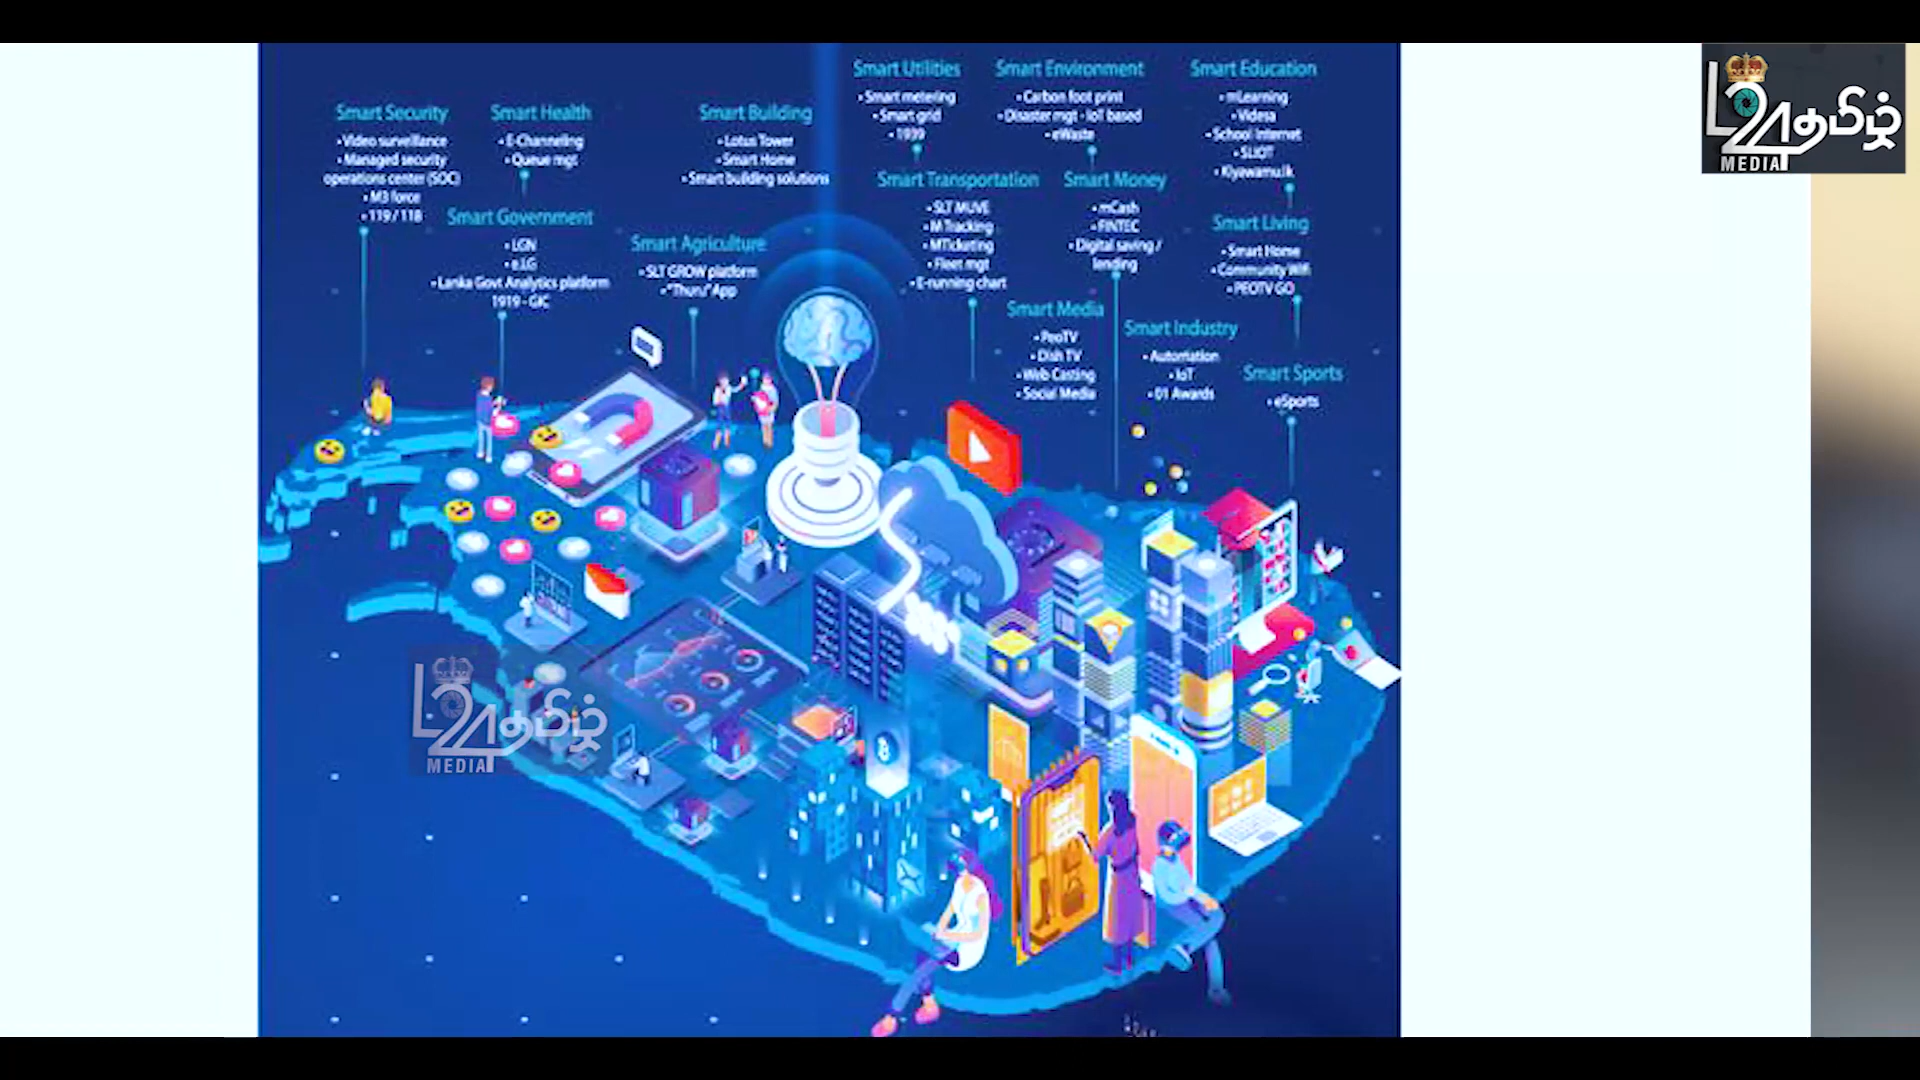 Smart Security
• Video surveillance
• Managed security
operations center (SOC)
• M3 force
• 119 / 118
Smart Health
• E-Channeling
• Queue mgt
Smart Government
• LGN
• e.LG
• Lanka Govt Analytics platform
1919 - GIC
Smart Building
• Lotus Tower
• Smart Home
• Smart building solutions
Smart Agriculture
• SLT GROW platform
• "Thuru" App
Smart Utilities
• Smart metering
• Smart grid
• 1939
Smart Transportation
• SLT MUVE
• M Tracking
• MTicketing
• Fleet mgt
• E-running chart
Smart Environment
• Carbon foot print
• Disaster mgt - IoT based
• eWaste
Smart Money
• mCash
• FINTEC
• Digital saving /
lending
Smart Media
• PeoTV
• Dish TV
• Web Casting
• Social Media
Smart Education
• mLearning
• Videsa
• School Internet
• SLIOT
• Kiyawamu.lk
Smart Living
• Smart Home
• Community Wifi
• PEOTV GO
Smart Industry
• Automation
• IoT
• 01 Awards
Smart Sports
• eSports
தமிழ்
MEDIA
தமிழ்
MEDIA